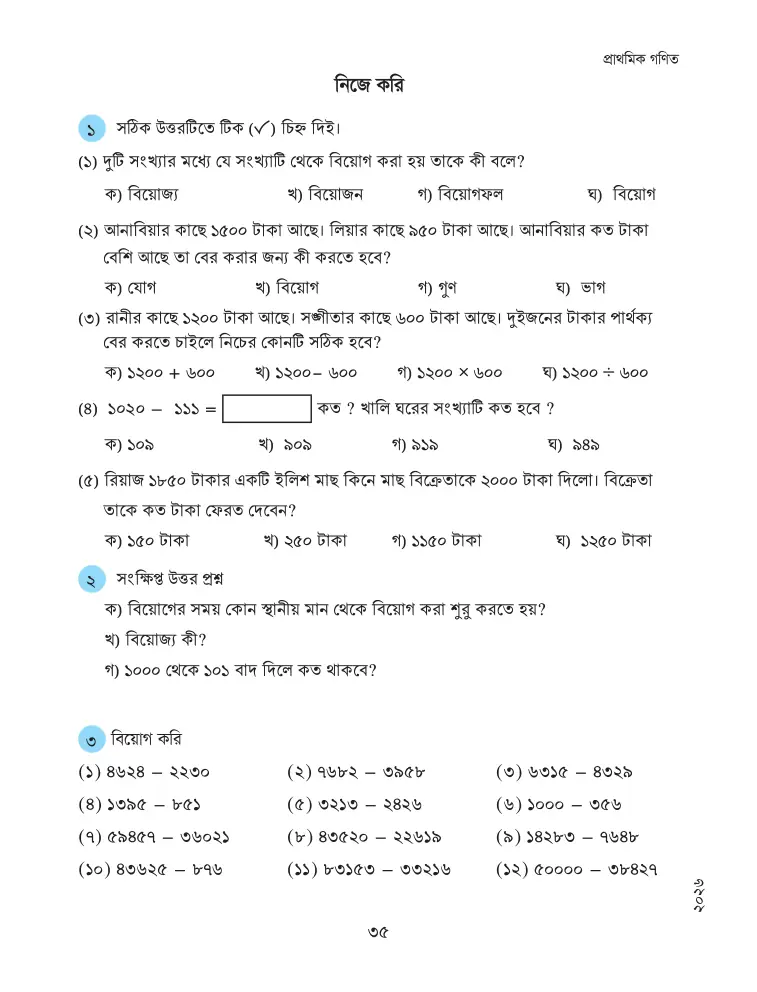 প্রাথমিক গণিত
নিজে করি
১ সঠিক উত্তরটিতে টিক (✓) চিহ্ন দিই।
(১) দুটি সংখ্যার মধ্যে যে সংখ্যাটি থেকে বিয়োগ করা হয় তাকে কী বলে?
ক) বিয়োজ্য খ) বিয়োজন গ) বিয়োগফল ঘ) বিয়োগ
(২) আনাবিয়ার কাছে ১৫০০ টাকা আছে। লিয়ার কাছে ৯৫০ টাকা আছে। আনাবিয়ার কত টাকা
বেশি আছে তা বের করার জন্য কী করতে হবে?
ক) যোগ খ) বিয়োগ গ) গুণ ঘ) ভাগ
(৩) রানীর কাছে ১২০০ টাকা আছে। সঙ্গীতার কাছে ৬০০ টাকা আছে। দুইজনের টাকার পার্থক্য
বের করতে চাইলে নিচের কোনটি সঠিক হবে?
ক) ১২০০ + ৬০০ খ) ১২০০– ৬০০ গ) ১২০০ × ৬০০ ঘ) ১২০০ ÷ ৬০০
(৪) ১০২০ – ১১১ = কত ? খালি ঘরের সংখ্যাটি কত হবে ?
ক) ১০৯ খ) ৯০৯ গ) ৯১৯ ঘ) ৯৪৯
(৫) রিয়াজ ১৮৫০ টাকার একটি ইলিশ মাছ কিনে মাছ বিক্রেতাকে ২০০০ টাকা দিলো। বিক্রেতা
তাকে কত টাকা ফেরত দেবেন?
ক) ১৫০ টাকা খ) ২৫০ টাকা গ) ১১৫০ টাকা ঘ) ১২৫০ টাকা
২ সংক্ষিপ্ত উত্তর প্রশ্ন
ক) বিয়োগের সময় কোন স্থানীয় মান থেকে বিয়োগ করা শুরু করতে হয়?
খ) বিয়োজ্য কী?
গ) ১০০০ থেকে ১০১ বাদ দিলে কত থাকবে?
৩ বিয়োগ করি
(১) ৪৬২৪ – ২২৩০ (২) ৭৬৮২ – ৩৯৫৮ (৩) ৬৩১৫ – ৪৩২৯
(৪) ১৩৯৫ – ৮৫১ (৫) ৩২১৩ – ২৪২৬ (৬) ১০০০ – ৩৫৬
(৭) ৫৯৪৫৭ – ৩৬০২১ (৮) ৪৩৫২০ – ২২৬১৯ (৯) ১৪২৮৩ – ৭৬৪৮
(১০) ৪৩৬২৫ – ৮৭৬ (১১) ৮৩১৫৩ – ৩৩২১৬ (১২) ৫০০০০ – ৩৮৪২৭
২০২৬
৩৫